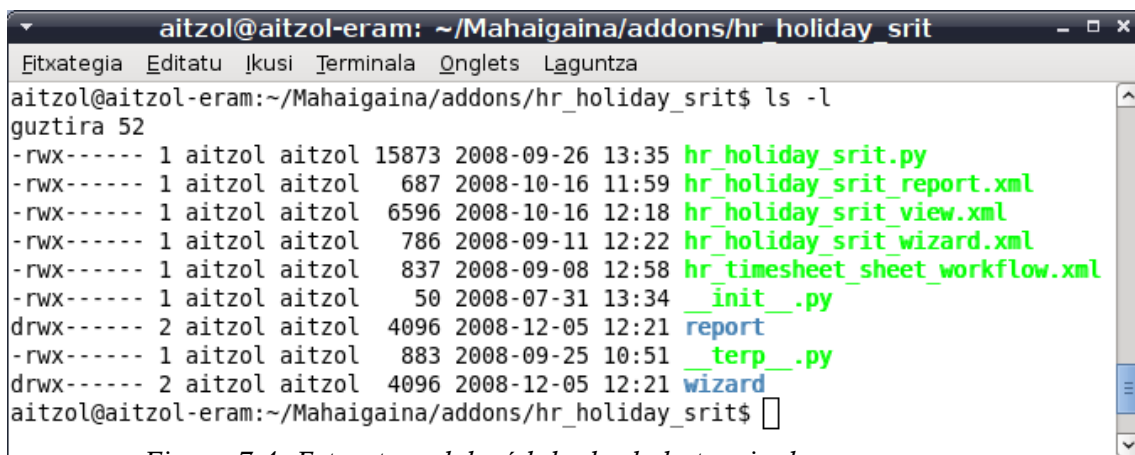 aitzol@aitzol-eram: ~/Mahaigaina/addons/hr_holiday_srit
Fitxategia Editatu Ikusi Terminala Onglets Laguntza
aitzol@aitzol-eram:~/Mahaigaina/addons/hr_holiday_srit$ ls -l
guztira 52
-rwx------ 1 aitzol aitzol 15873 2008-09-26 13:35 hr_holiday_srit.py
-rwx------ 1 aitzol aitzol   687 2008-10-16 11:59 hr_holiday_srit_report.xml
-rwx------ 1 aitzol aitzol  6596 2008-10-16 12:18 hr_holiday_srit_view.xml
-rwx------ 1 aitzol aitzol   786 2008-09-11 12:22 hr_holiday_srit_wizard.xml
-rwx------ 1 aitzol aitzol   837 2008-09-08 12:58 hr_timesheet_sheet_workflow.xml
-rwx------ 1 aitzol aitzol    50 2008-07-31 13:34 __init__.py
drwx------ 2 aitzol aitzol  4096 2008-12-05 12:21 report
-rwx------ 1 aitzol aitzol   883 2008-09-25 10:51 __terp__.py
drwx------ 2 aitzol aitzol  4096 2008-12-05 12:21 wizard
aitzol@aitzol-eram:~/Mahaigaina/addons/hr_holiday_srit$